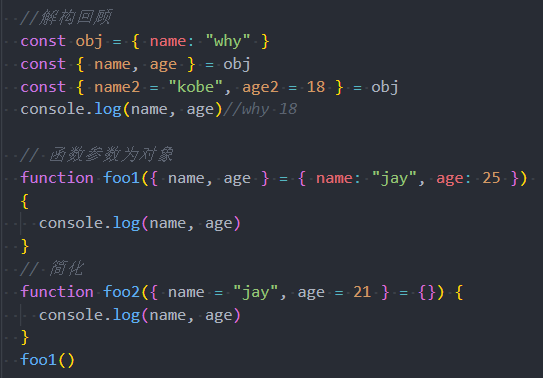 //解构回顾
const obj = { name: "why" }
const { name, age } = obj
const { name2 = "kobe", age2 = 18 } = obj
console.log(name, age)//why 18
// 函数参数为对象
function foo1({ name, age } = { name: "jay", age: 25 })
{
console.log(name, age)
}
// 简化
function foo2({ name = "jay", age = 21 } = {}) {
console.log(name, age)
}
foo1()